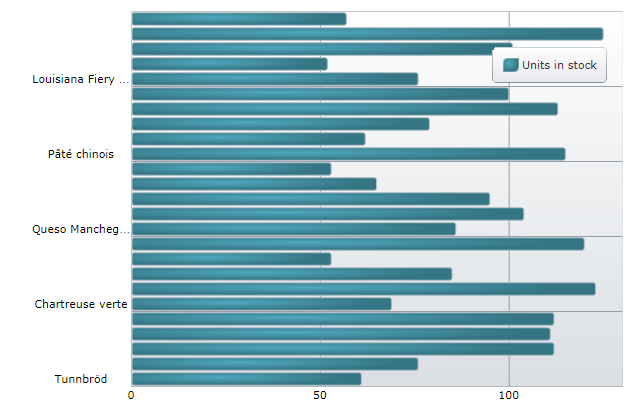 Louisiana Fiery ...
Units in stock
Pâté chinois
Queso Mancheg...
Chartreuse verte
Tunnbröd
0 50 100